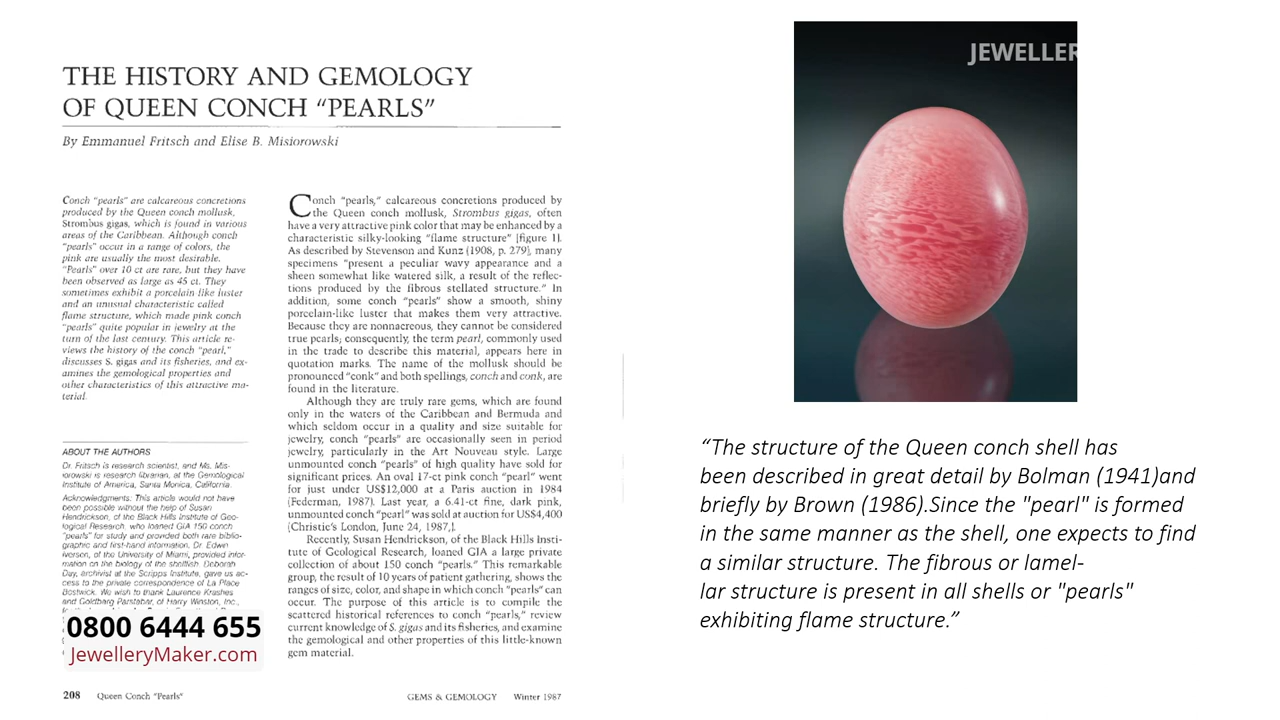 THE HISTORY AND GEMOLOGY
OF QUEEN CONCH “PEARLS”
By Emmanuel Fritsch and Elise B. Misiorowski
Conch “pearls” are calcareous concretions
produced by the Queen conch mollusk,
Strombus gigas, which is found in various
areas of the Caribbean. Although conch
“pearls” occur in a range of colors, the
pink are usually the most desirable.
“Pearls” over 10 ct are rare, but they have
been observed as large as 45 ct. They
sometimes exhibit a porcelain like luster
and an unusual characteristic called
flame structure, which made pink conch
“pearls” quite popular in jewelry at the
turn of the last century. This article re-
views the history of the conch “pearl,”
discusses S. gigas and its fisheries, and ex-
amines the gemological properties and
other characteristics of this attractive ma-
terial.
ABOUT THE AUTHORS
Dr. Fritsch is research scientist, and Ms. Mis-
iorowski is research librarian, at the Gemological
Institute of America, Santa Monica, California.
Acknowledgments: This article would not have
been possible without the help of Susan
Hendrickson, of the Black Hills Institute of Geo-
logical Research, who loaned GIA 150 conch
“pearls” for study and provided both rare biblio-
graphic and first-hand information. Dr. Edwin
Iversen, of the University of Miami, provided infor-
mation on the biology of the shellfish. Deborah
Day, archivist at the Scripps Institute, gave us ac-
cess to the private correspondence of La Place
Bostwick. We wish to thank Laurence Krashes
and Goldberg Parstabar, of Harry Winston, Inc.,
0800 6444 655
JewelleryMaker.com
Conch “pearls,” calcareous concretions produced by
the Queen conch mollusk, Strombus gigas, often
have a very attractive pink color that may be enhanced by a
characteristic silky-looking “flame structure” (figure 1).
As described by Stevenson and Kunz (1908, p. 279), many
specimens “present a peculiar wavy appearance and a
sheen somewhat like watered silk, a result of the reflec-
tions produced by the fibrous stellated structure.” In
addition, some conch “pearls” show a smooth, shiny
porcelain-like luster that makes them very attractive.
Because they are nonnacreous, they cannot be considered
true pearls; consequently, the term pearl, commonly used
in the trade to describe this material, appears here in
quotation marks. The name of the mollusk should be
pronounced “conk” and both spellings, conch and conk, are
found in the literature.
Although they are truly rare gems, which are found
only in the waters of the Caribbean and Bermuda and
which seldom occur in a quality and size suitable for
jewelry, conch “pearls” are occasionally seen in period
jewelry, particularly in the Art Nouveau style. Large
unmounted conch “pearls” of high quality have sold for
significant prices. An oval 17-ct pink conch “pearl” went
for just under US$12,000 at a Paris auction in 1984
(Federman, 1987). Last year, a 6.41-ct fine, dark pink,
unmounted conch “pearl” was sold at auction for US$4,400
(Christie’s London, June 24, 1987,).
Recently, Susan Hendrickson, of the Black Hills Insti-
tute of Geological Research, loaned GIA a large private
collection of about 150 conch “pearls.” This remarkable
group, the result of 10 years of patient gathering, shows the
ranges of size, color, and shape in which conch “pearls” can
occur. The purpose of this article is to compile the
scattered historical references to conch “pearls,” review
current knowledge of S. gigas and its fisheries, and examine
the gemological and other properties of this little-known
gem material.
208 Queen Conch “Pearls”
GEMS & GEMOLOGY Winter 1987
JEWELLER
“The structure of the Queen conch shell has
been described in great detail by Bolman (1941)and
briefly by Brown (1986).Since the "pearl" is formed
in the same manner as the shell, one expects to find
a similar structure. The fibrous or lamel-
lar structure is present in all shells or "pearls"
exhibiting flame structure.”